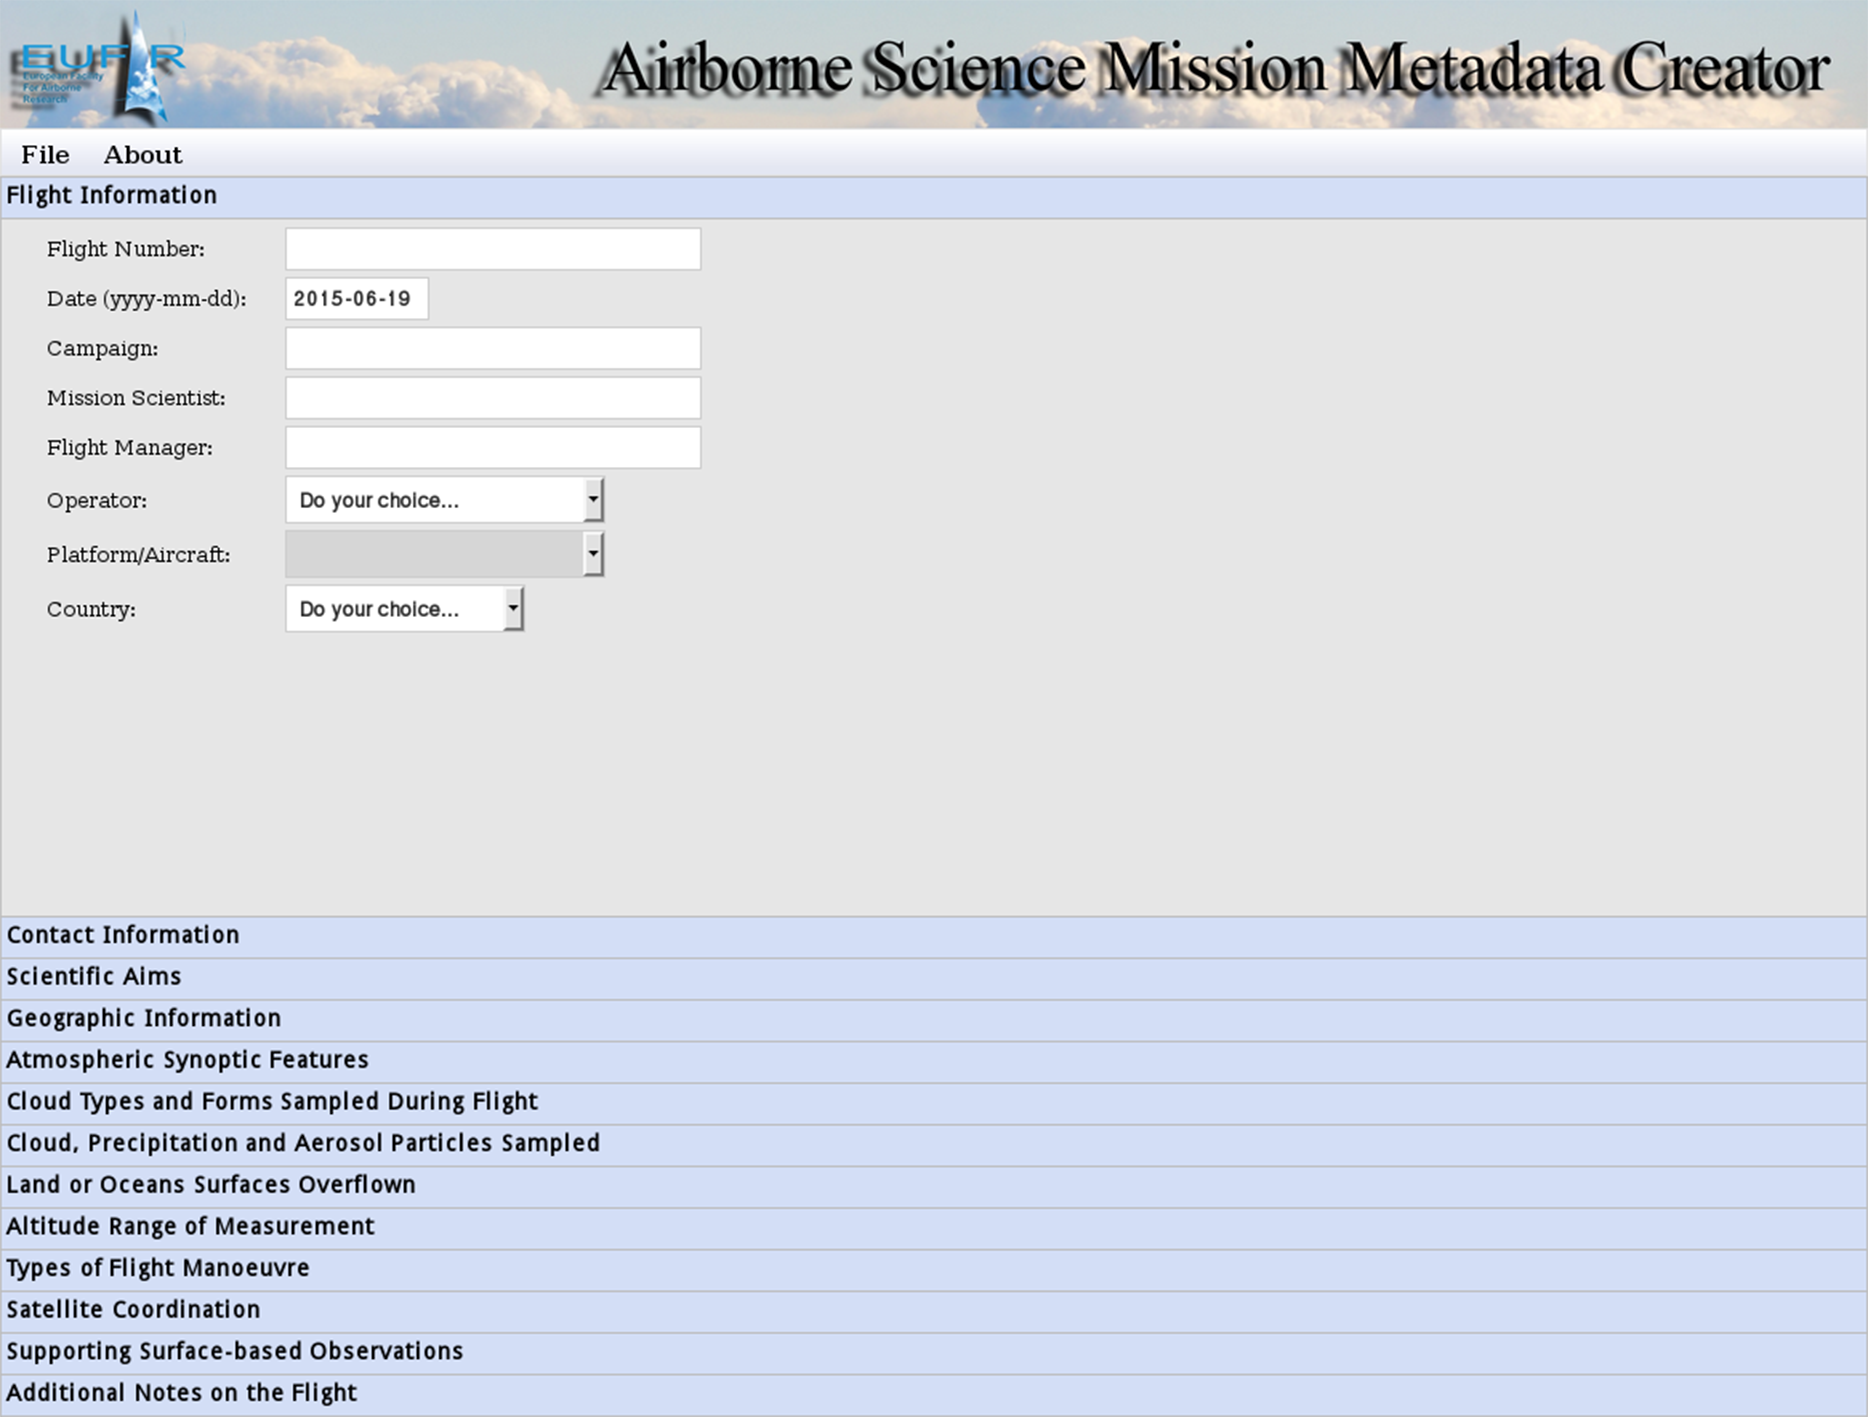 EUFAR
European Facility
For Airborne
Research
Airborne Science Mission Metadata Creator
File About
Flight Information
Flight Number:
Date (yyyy-mm-dd): 2015-06-19
Campaign:
Mission Scientist:
Flight Manager:
Operator: Do your choice...
Platform/Aircraft:
Country: Do your choice...
Contact Information
Scientific Aims
Geographic Information
Atmospheric Synoptic Features
Cloud Types and Forms Sampled During Flight
Cloud, Precipitation and Aerosol Particles Sampled
Land or Oceans Surfaces Overflown
Altitude Range of Measurement
Types of Flight Manoeuvre
Satellite Coordination
Supporting Surface-based Observations
Additional Notes on the Flight